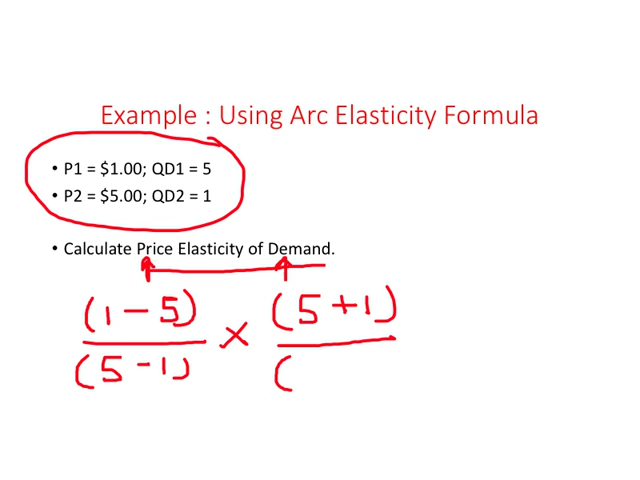 Example : Using Arc Elasticity Formula
• P1 = $1.00; QD1 = 5
• P2 = $5.00; QD2 = 1
• Calculate Price Elasticity of Demand.
(1 - 5) (5 + 1)
×
(5 - 1) (